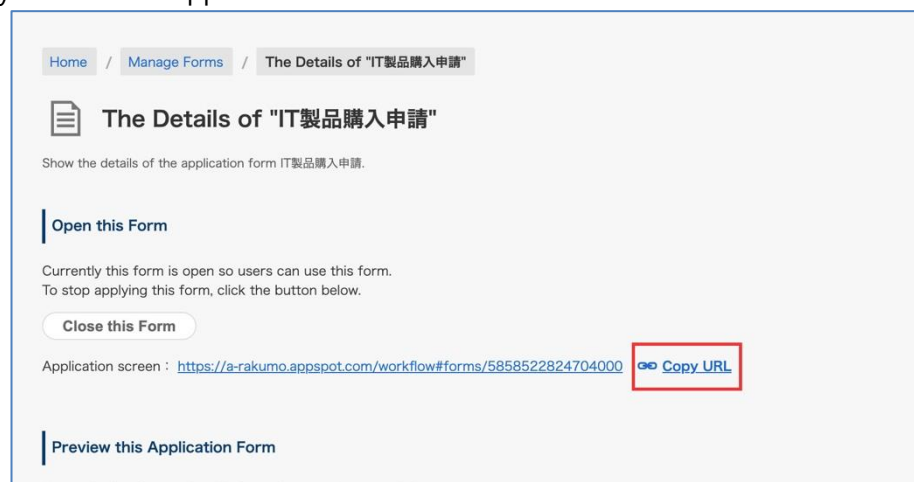 Home / Manage Forms / The Details of "IT製品購入申請"
The Details of "IT製品購入申請"
Show the details of the application form IT製品購入申請.
Open this Form
Currently this form is open so users can use this form.
To stop applying this form, click the button below.
Close this Form
Application screen : https://a-rakumo.appspot.com/workflow#forms/5858522824704000 Copy URL
Preview this Application Form